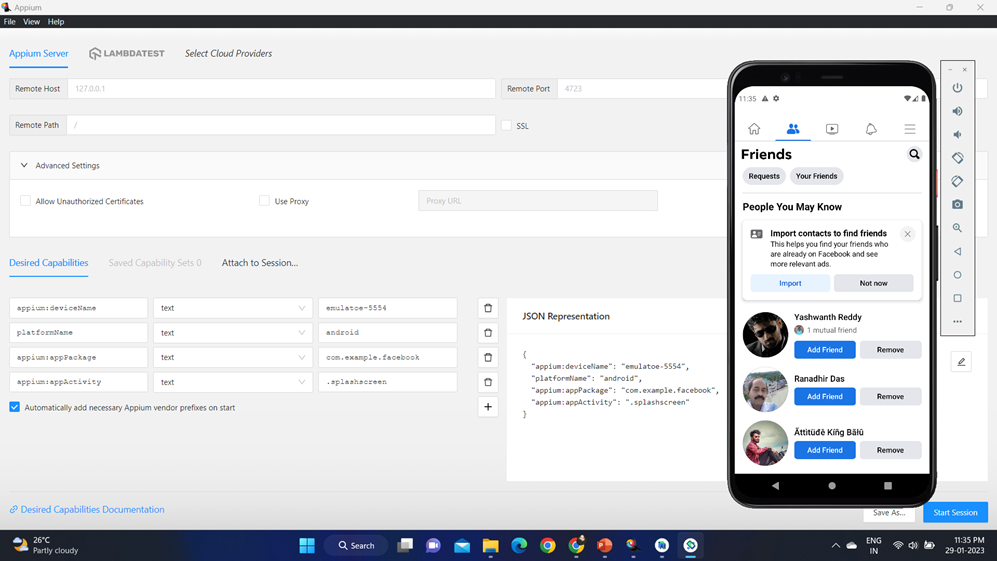 Appium
File View Help
Appium Server LAMBDATEST Select Cloud Providers
Remote Host 127.0.0.1 Remote Port 4723
Remote Path / SSL
Advanced Settings
Allow Unauthorized Certificates Use Proxy Proxy URL
Desired Capabilities Saved Capability Sets 0 Attach to Session...
appium:deviceName text emulatoe-5554
platformName text android
appium:appPackage text com.example.facebook
appium:appActivity text .splashscreen
Automatically add necessary Appium vendor prefixes on start
JSON Representation
{
"appium:deviceName": "emulatoe-5554",
"platformName": "android",
"appium:appPackage": "com.example.facebook",
"appium:appActivity": ".splashscreen"
}
Desired Capabilities Documentation
Save As... Start Session
11:35
Friends
Requests Your Friends
People You May Know
Import contacts to find friends
This helps you find your friends who
are already on Facebook and see
more relevant ads.
Import Not now
Yashwanth Reddy
1 mutual friend
Add Friend Remove
Ranadhir Das
Add Friend Remove
Ãttìtüđê Kíñg Bãlú
Add Friend Remove
26°C
Partly cloudy
Search
ENG
IN
11:35 PM
29-01-2023